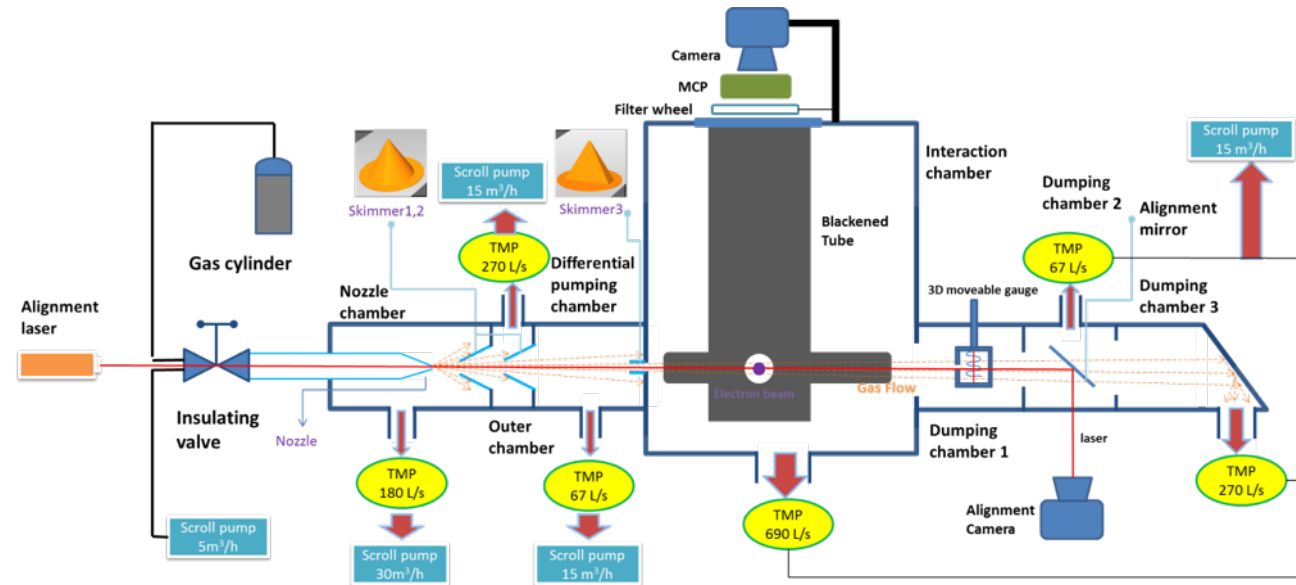 Camera
MCP
Filter wheel
Scroll pump
15 m³/h
Scroll pump
15 m³/h
Interaction
chamber
Skimmer1,2
Skimmer3
Dumping
chamber 2
Alignment
mirror
Blackened
Tube
TMP
270 L/s
TMP
67 L/s
Gas cylinder
Differential
pumping
chamber
Nozzle
chamber
3D moveable gauge
Dumping
chamber 3
Alignment
laser
Electron beam
Gas Flow
Insulating
valve
Nozzle
Outer
chamber
Dumping
chamber 1
laser
TMP
180 L/s
TMP
67 L/s
TMP
690 L/s
TMP
270 L/s
Alignment
Camera
Scroll pump
5m³/h
Scroll pump
30m³/h
Scroll pump
15 m³/h